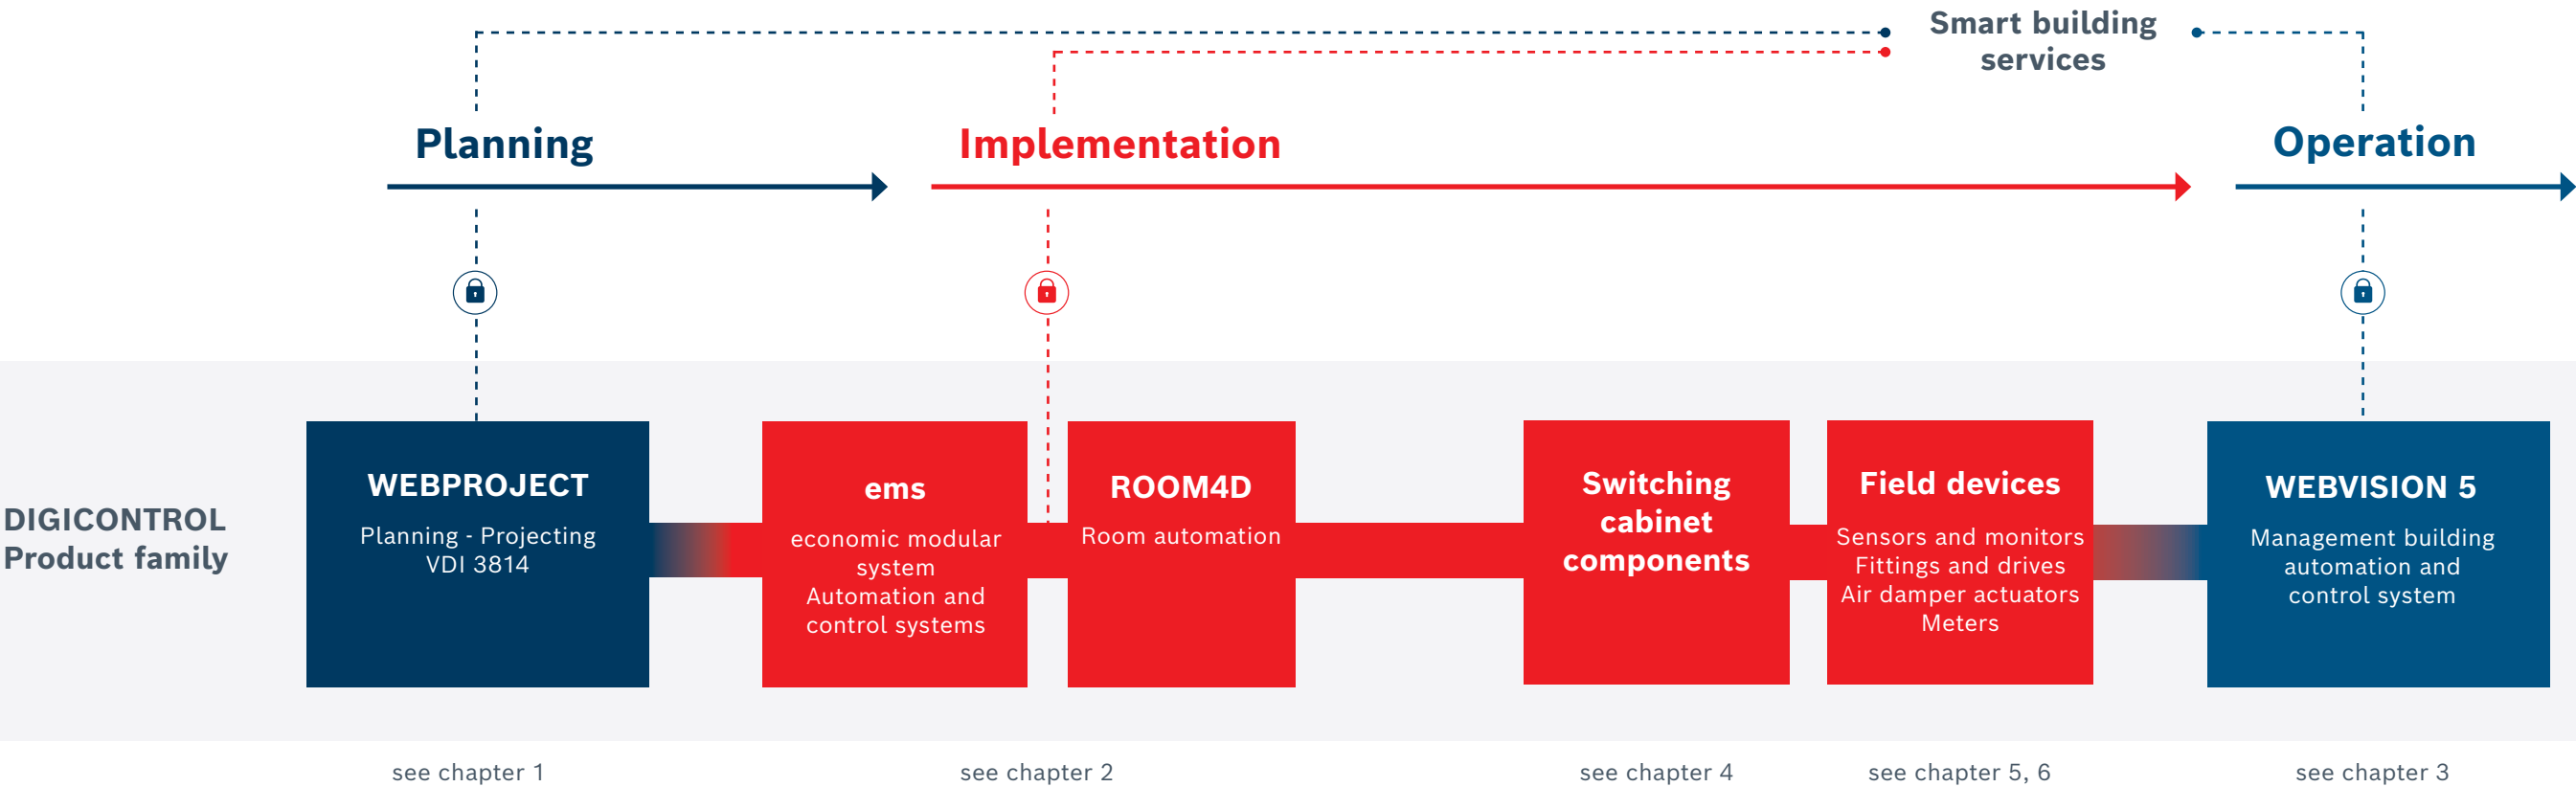 Smart building
services
Planning
Implementation
Operation
DIGICONTROL
Product family
WEBPROJECT
Planning - Projecting
VDI 3814
ems
economic modular
system
Automation and
control systems
ROOM4D
Room automation
Switching
cabinet
components
Field devices
Sensors and monitors
Fittings and drives
Air damper actuators
Meters
WEBVISION 5
Management building
automation and
control system
see chapter 1
see chapter 2
see chapter 4
see chapter 5, 6
see chapter 3